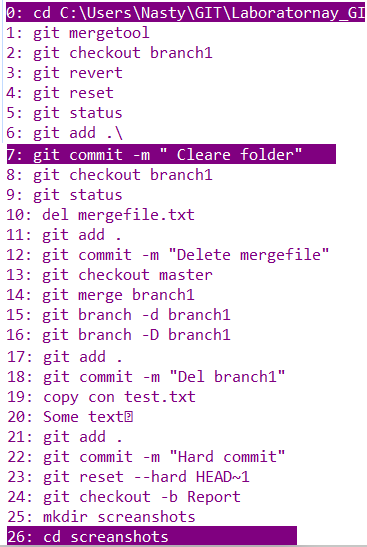 0: cd C:\Users\Nasty\GIT\Laboratornay_GI
1: git mergetool
2: git checkout branch1
3: git revert
4: git reset
5: git status
6: git add .\
7: git commit -m " Cleare folder"
8: git checkout branch1
9: git status
10: del mergefile.txt
11: git add .
12: git commit -m "Delete mergefile"
13: git checkout master
14: git merge branch1
15: git branch -d branch1
16: git branch -D branch1
17: git add .
18: git commit -m "Del branch1"
19: copy con test.txt
20: Some text
21: git add .
22: git commit -m "Hard commit"
23: git reset --hard HEAD~1
24: git checkout -b Report
25: mkdir screanshots
26: cd screanshots